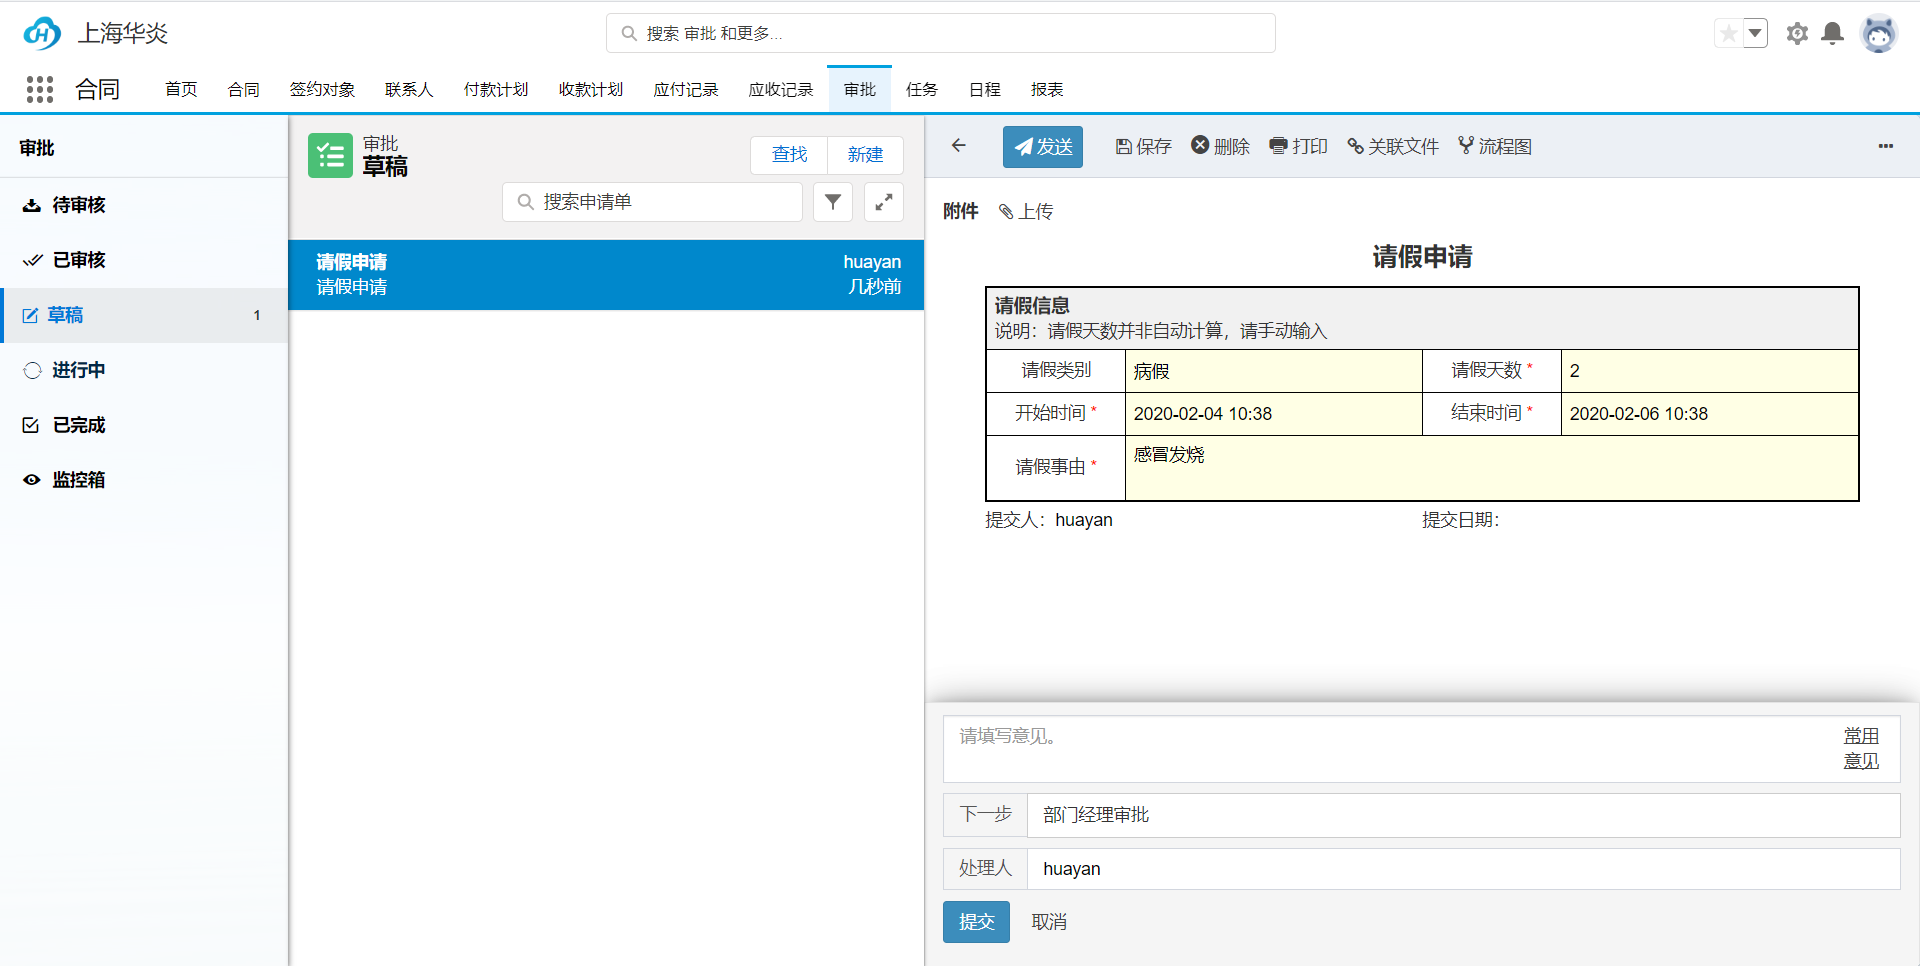 上海华炎
搜索 审批 和更多...
合同 首页 合同 签约对象 联系人 付款计划 收款计划 应付记录 应收记录 审批 任务 日程 报表
审批
待审核
已审核
草稿 1
进行中
已完成
监控箱
审批
草稿
查找 新建
搜索申请单
请假申请 huayan
请假申请 几秒前
发送 保存 删除 打印 关联文件 流程图
附件 上传
请假申请
请假信息
说明：请假天数并非自动计算，请手动输入
请假类别 病假 请假天数 * 2
开始时间 * 2020-02-04 10:38 结束时间 * 2020-02-06 10:38
请假事由 * 感冒发烧
提交人：huayan 提交日期：
请填写意见。 常用
意见
下一步 部门经理审批
处理人 huayan
提交 取消